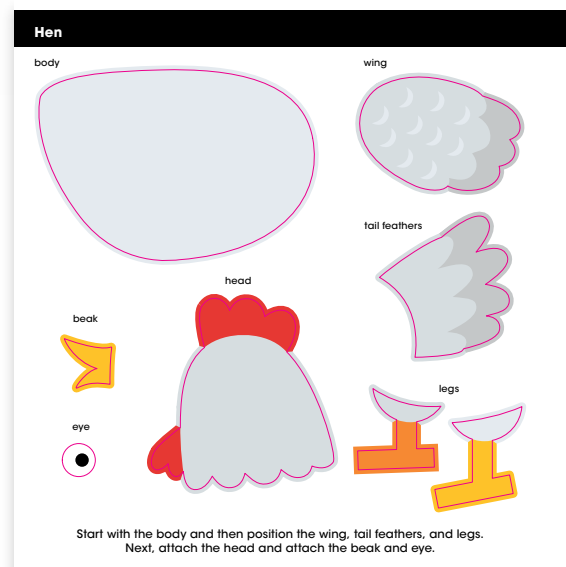 Hen
body
wing
tail feathers
head
beak
legs
eye
Start with the body and then position the wing, tail feathers, and legs.
Next, attach the head and attach the beak and eye.